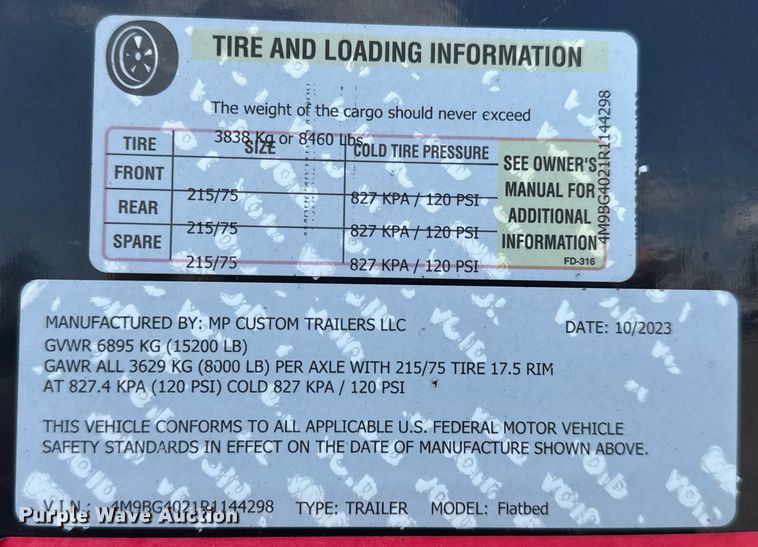 TIRE AND LOADING INFORMATION
The weight of the cargo should never exceed
3838 Kg or 8460 Lbs.
TIRE SIZE COLD TIRE PRESSURE
FRONT 215/75 827 KPA / 120 PSI
REAR 215/75 827 KPA / 120 PSI
SPARE 215/75 827 KPA / 120 PSI
SEE OWNER'S
MANUAL FOR
ADDITIONAL
INFORMATION
FD-316
4M9BG4021R1144298
MANUFACTURED BY: MP CUSTOM TRAILERS LLC DATE: 10/2023
GVWR 6895 KG (15200 LB)
GAWR ALL 3629 KG (8000 LB) PER AXLE WITH 215/75 TIRE 17.5 RIM
AT 827.4 KPA (120 PSI) COLD 827 KPA / 120 PSI
THIS VEHICLE CONFORMS TO ALL APPLICABLE U.S. FEDERAL MOTOR VEHICLE
SAFETY STANDARDS IN EFFECT ON THE DATE OF MANUFACTURE SHOWN ABOVE.
V.I.N.: 4M9BG4021R1144298 TYPE: TRAILER MODEL: Flatbed
Purple Wave Auction